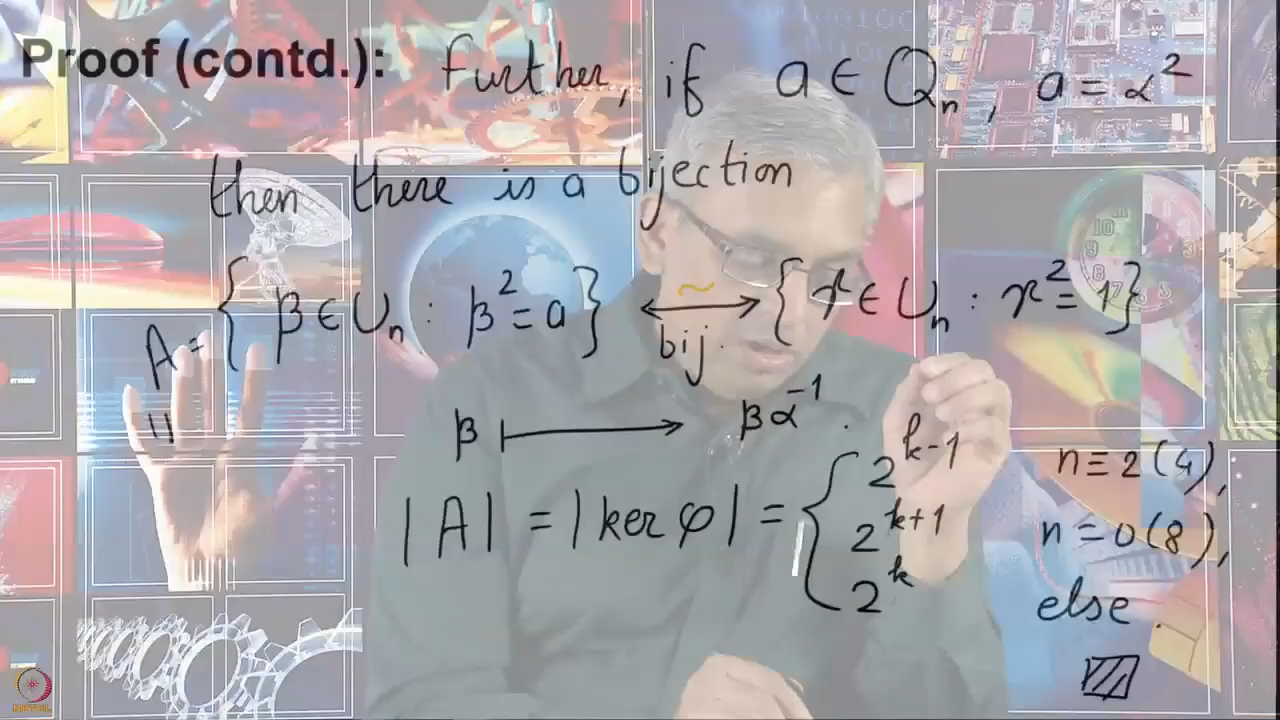 Proof (contd.): Further, if a ∈ Qₙ, a = α²
then there is a bijection
A = { β ∈ Uₙ : β² = a } ⟷~ bij. { x ∈ Uₙ : x² = 1 }
β ⟼ βα⁻¹.
|A| = |ker φ| = { 2^{k-1} n ≡ 2 (4),
2^{k+1} n ≡ 0 (8),
2^k else.